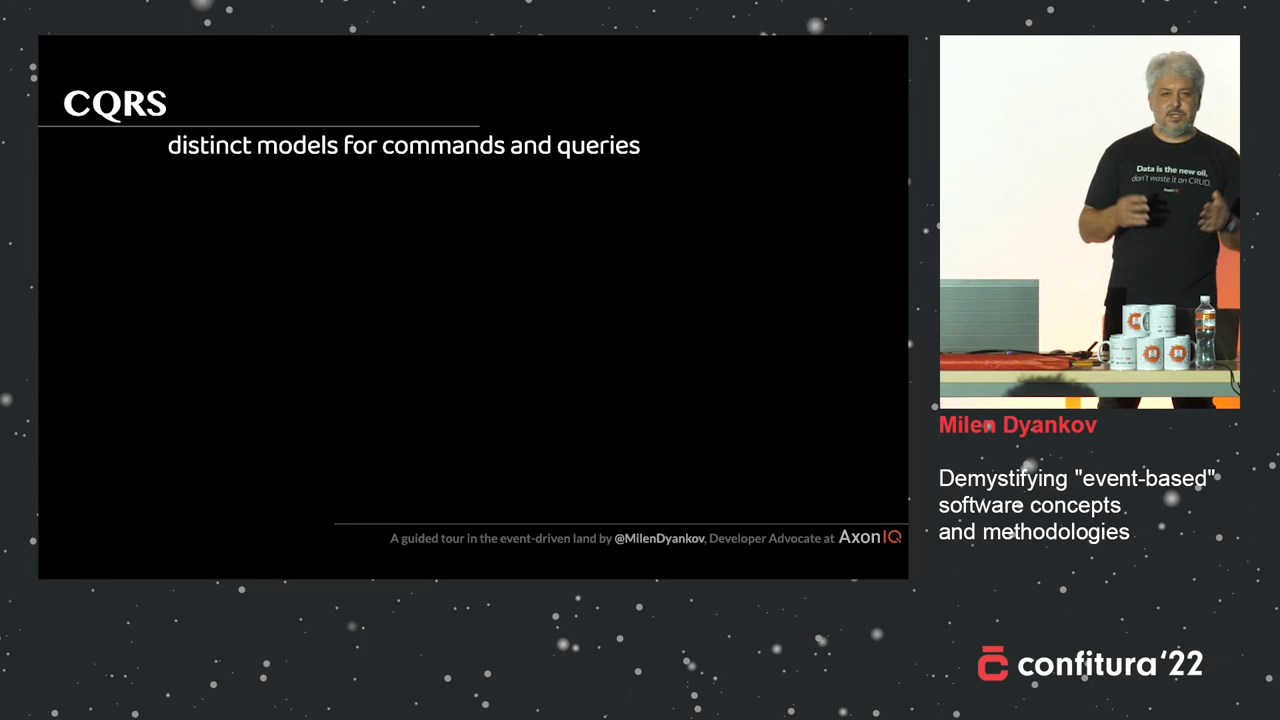 CQRS
distinct models for commands and queries
A guided tour in the event-driven land by @MilenDyankov, Developer Advocate at AxonIQ
Data is the new oil,
don't waste it on CRUD.
AxonIQ
Milen Dyankov
Demystifying "event-based"
software concepts
and methodologies
confitura'22